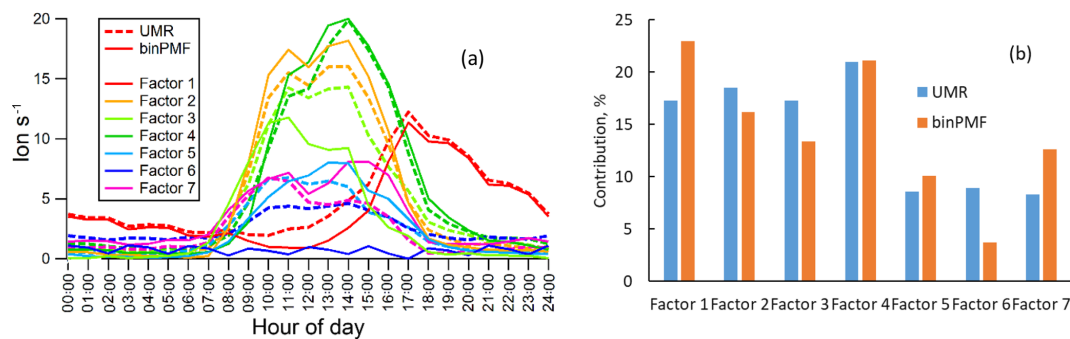 20
15
10
5
0
Ion s-1
UMR
binPMF
Factor 1
Factor 2
Factor 3
Factor 4
Factor 5
Factor 6
Factor 7
(a)
00:00
01:00
02:00
03:00
04:00
05:00
06:00
07:00
08:00
09:00
10:00
11:00
12:00
13:00
14:00
15:00
16:00
17:00
18:00
19:00
20:00
21:00
22:00
23:00
24:00
Hour of day
25
20
15
10
5
0
Contribution, %
(b)
UMR
binPMF
Factor 1 Factor 2 Factor 3 Factor 4 Factor 5 Factor 6 Factor 7